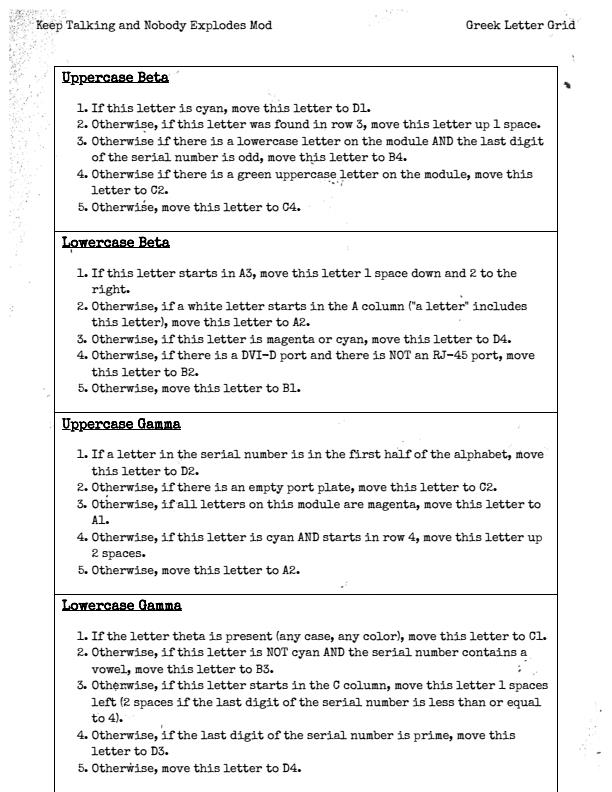 Keep Talking and Nobody Explodes Mod Greek Letter Grid
Uppercase Beta
1. If this letter is cyan, move this letter to D1.
2. Otherwise, if this letter was found in row 3, move this letter up 1 space.
3. Otherwise if there is a lowercase letter on the module AND the last digit
of the serial number is odd, move this letter to B4.
4. Otherwise if there is a green uppercase letter on the module, move this
letter to C2.
5. Otherwise, move this letter to C4.
Lowercase Beta
1. If this letter starts in A3, move this letter 1 space down and 2 to the
right.
2. Otherwise, if a white letter starts in the A column ("a letter" includes
this letter), move this letter to A2.
3. Otherwise, if this letter is magenta or cyan, move this letter to D4.
4. Otherwise, if there is a DVI-D port and there is NOT an RJ-45 port, move
this letter to B2.
5. Otherwise, move this letter to B1.
Uppercase Gamma
1. If a letter in the serial number is in the first half of the alphabet, move
this letter to D2.
2. Otherwise, if there is an empty port plate, move this letter to C2.
3. Otherwise, if all letters on this module are magenta, move this letter to
A1.
4. Otherwise, if this letter is cyan AND starts in row 4, move this letter up
2 spaces.
5. Otherwise, move this letter to A2.
Lowercase Gamma
1. If the letter theta is present (any case, any color), move this letter to C1.
2. Otherwise, if this letter is NOT cyan AND the serial number contains a
vowel, move this letter to B3.
3. Otherwise, if this letter starts in the C column, move this letter 1 spaces
left (2 spaces if the last digit of the serial number is less than or equal
to 4).
4. Otherwise, if the last digit of the serial number is prime, move this
letter to D3.
5. Otherwise, move this letter to D4.